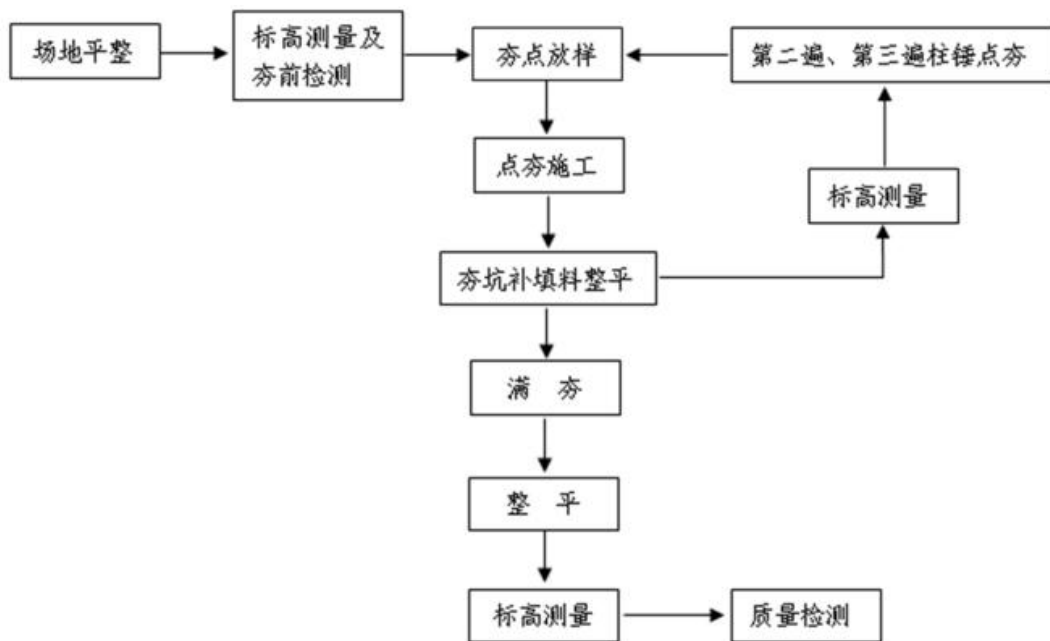 场地平整
标高测量及
夯前检测
夯点放样
第二遍、第三遍柱锤点夯
点夯施工
标高测量
夯坑补填料整平
满 夯
整 平
标高测量
质量检测